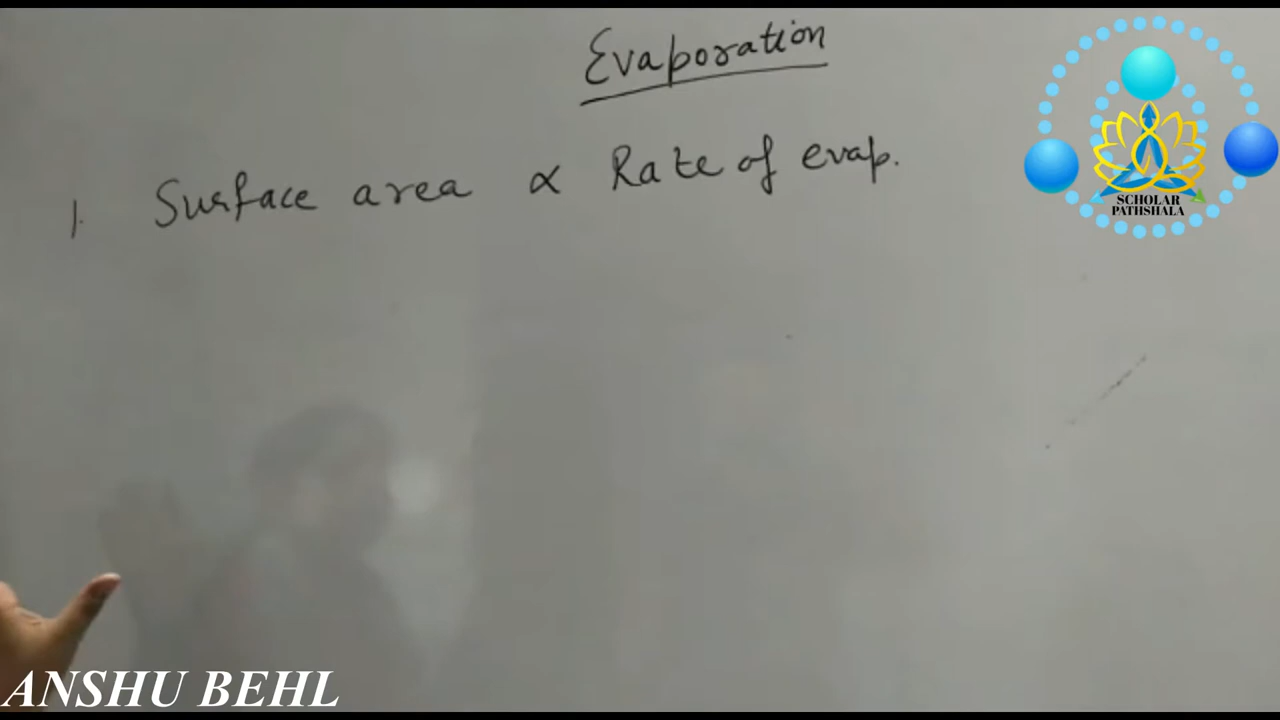 Evaporation
1. Surface area ∝ Rate of evap.
SCHOLAR
PATHSHALA
ANSHU BEHL